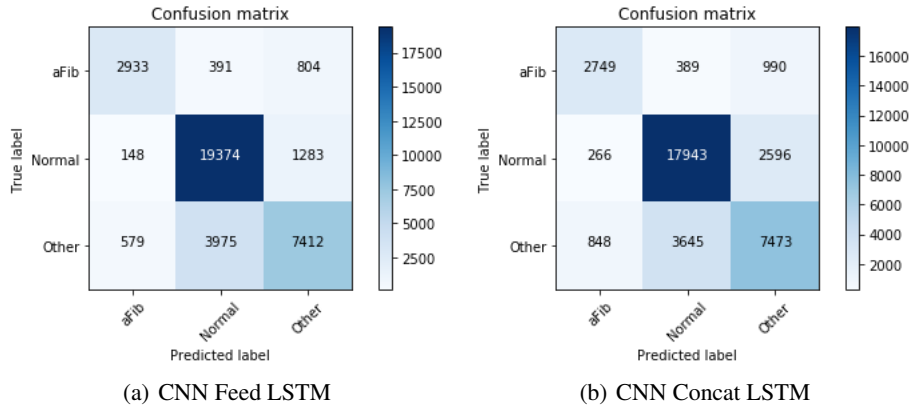 Confusion matrix
aFib
Normal
Other
True label
2933 391 804
148 19374 1283
579 3975 7412
aFib Normal Other
Predicted label
17500
15000
12500
10000
7500
5000
2500
(a) CNN Feed LSTM
Confusion matrix
aFib
Normal
Other
True label
2749 389 990
266 17943 2596
848 3645 7473
aFib Normal Other
Predicted label
16000
14000
12000
10000
8000
6000
4000
2000
(b) CNN Concat LSTM